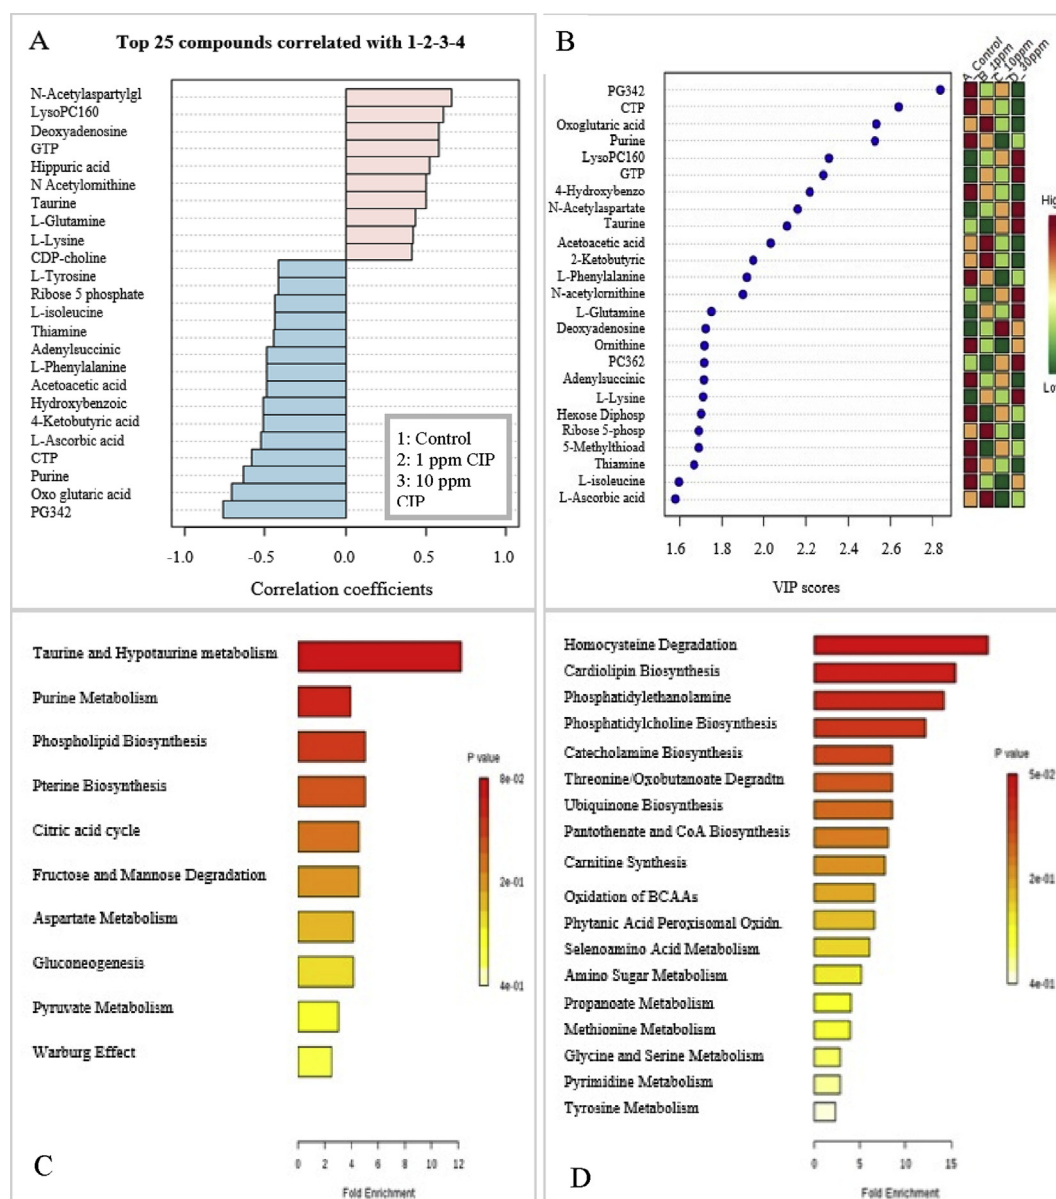 A
Top 25 compounds correlated with 1-2-3-4
N-Acetylaspartylgl
LysoPC160
Deoxyadenosine
GTP
Hippuric acid
N Acetylornithine
Taurine
L-Glutamine
L-Lysine
CDP-choline
L-Tyrosine
Ribose 5 phosphate
L-isoleucine
Thiamine
Adenylsuccinic
L-Phenylalanine
Acetoacetic acid
Hydroxybenzoic
4-Ketobutyric acid
L-Ascorbic acid
CTP
Purine
Oxo glutaric acid
PG342
1: Control
2: 1 ppm CIP
3: 10 ppm
CIP
-1.0 -0.5 0.0 0.5 1.0
Correlation coefficients
B
A_Control
B_1ppm
C_10ppm
D_30ppm
PG342
CTP
Oxoglutaric acid
Purine
LysoPC160
GTP
4-Hydroxybenzo
N-Acetylaspartate
Taurine
Acetoacetic acid
2-Ketobutyric
L-Phenylalanine
N-acetylornithine
L-Glutamine
Deoxyadenosine
Ornithine
PC362
Adenylsuccinic
L-Lysine
Hexose Diphosp
Ribose 5-phosp
5-Methylthioad
Thiamine
L-isoleucine
L-Ascorbic acid
1.6 1.8 2.0 2.2 2.4 2.6 2.8
VIP scores
Hig
Lo
Taurine and Hypotaurine metabolism
Purine Metabolism
Phospholipid Biosynthesis
Pterine Biosynthesis
Citric acid cycle
Fructose and Mannose Degradation
Aspartate Metabolism
Gluconeogenesis
Pyruvate Metabolism
Warburg Effect
P value
8e-02
2e-01
4e-01
0 2 4 6 8 10 12
Fold Enrichment
C
Homocysteine Degradation
Cardiolipin Biosynthesis
Phosphatidylethanolamine
Phosphatidylcholine Biosynthesis
Catecholamine Biosynthesis
Threonine/Oxobutanoate Degradtn
Ubiquinone Biosynthesis
Pantothenate and CoA Biosynthesis
Carnitine Synthesis
Oxidation of BCAAs
Phytanic Acid Peroxisomal Oxidn.
Selenoamino Acid Metabolism
Amino Sugar Metabolism
Propanoate Metabolism
Methionine Metabolism
Glycine and Serine Metabolism
Pyrimidine Metabolism
Tyrosine Metabolism
P value
5e-02
2e-01
4e-01
0 5 10 15
Fold Enrichment
D